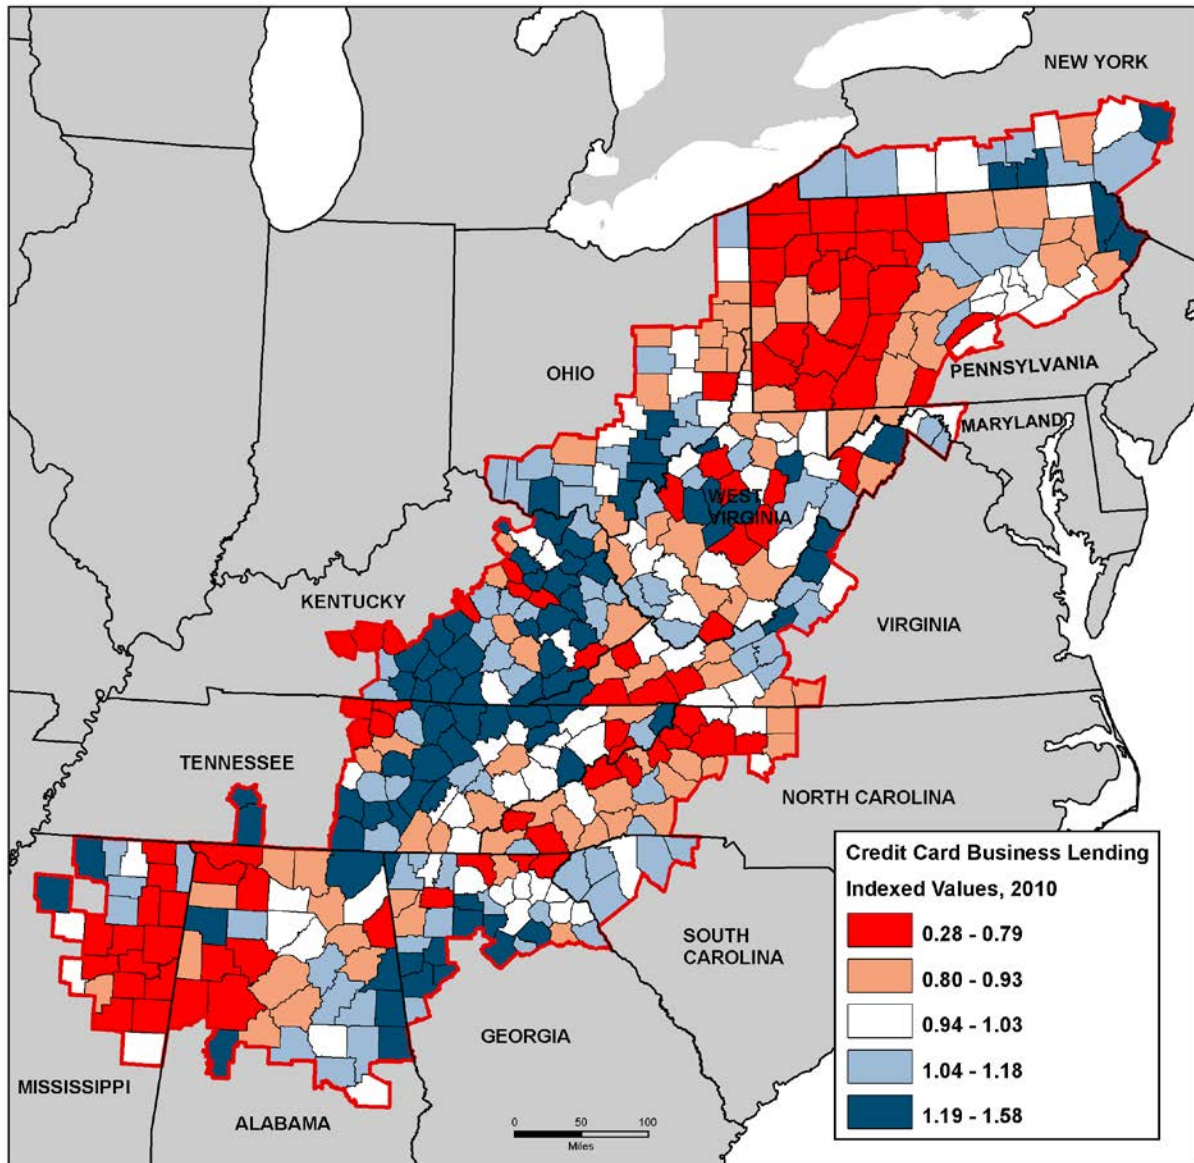 NEW YORK
PENNSYLVANIA
OHIO
MARYLAND
WEST
VIRGINIA
KENTUCKY
VIRGINIA
TENNESSEE
NORTH CAROLINA
SOUTH
CAROLINA
GEORGIA
MISSISSIPPI
ALABAMA
0 50 100
Miles
Credit Card Business Lending
Indexed Values, 2010
0.28 - 0.79
0.80 - 0.93
0.94 - 1.03
1.04 - 1.18
1.19 - 1.58